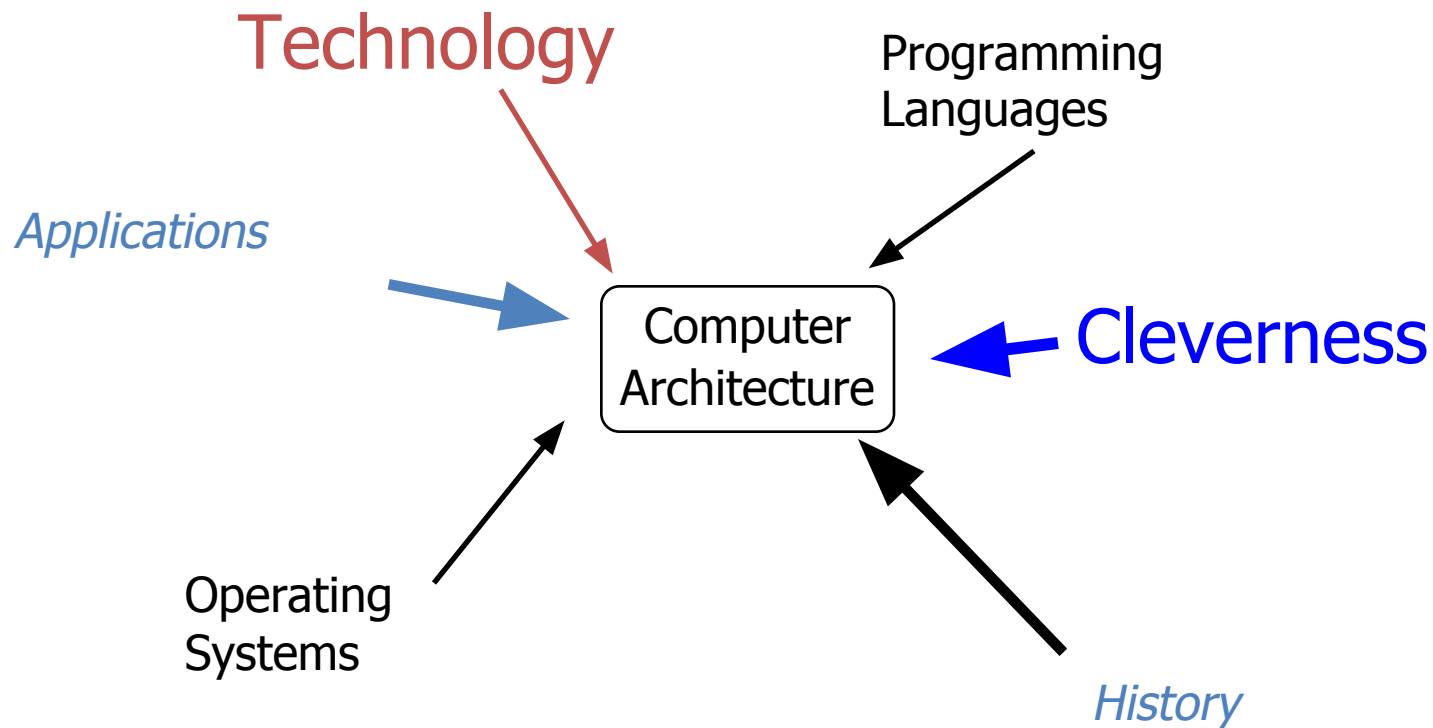 Technology
Programming
Languages
Applications
Computer
Architecture
Cleverness
Operating
Systems
History